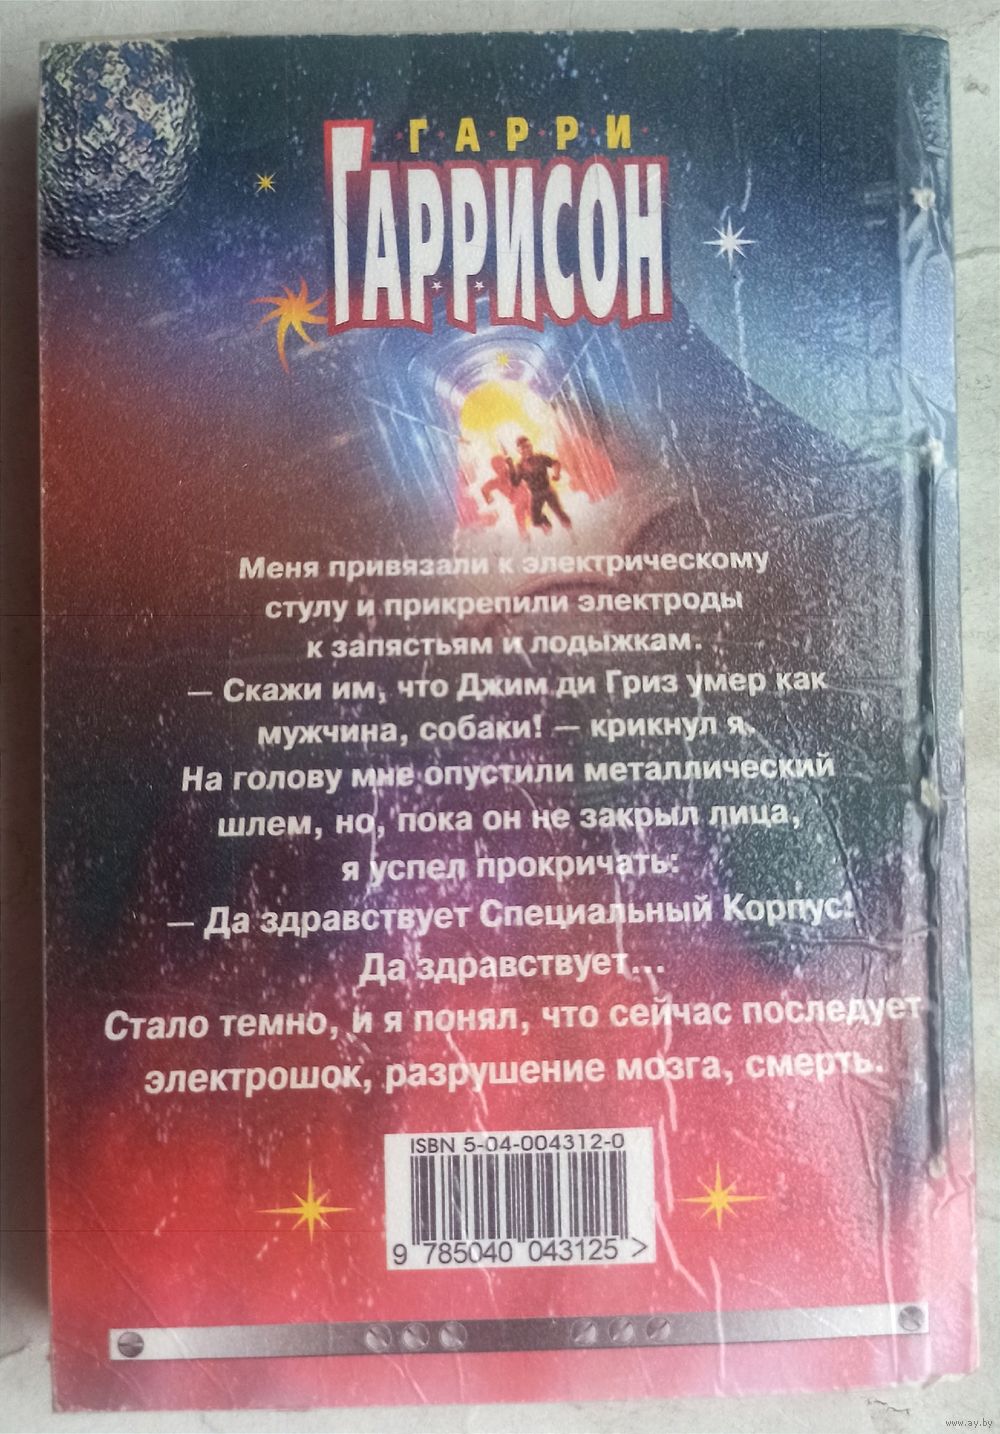 ГАРРИ
ГАРРИСОН
Меня привязали к электрическому
стулу и прикрепили электроды
к запястьям и лодыжкам.
— Скажи им, что Джим ди Гриз умер как
мужчина, собаки! — крикнул я.
На голову мне опустили металлический
шлем, но, пока он не закрыл лица,
я успел прокричать:
— Да здравствует Специальный Корпус!
Да здравствует...
Стало темно, и я понял, что сейчас последует
электрошок, разрушение мозга, смерть.
ISBN 5-04-004312-0
9 785040 043125 >
www.ay.by